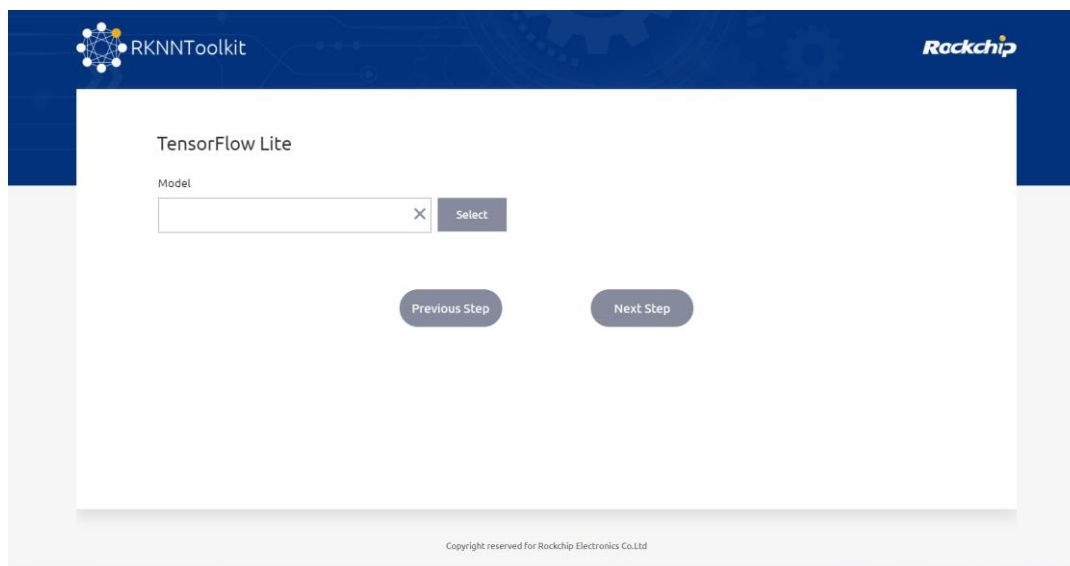 RKNNToolkit
Rockchip
TensorFlow Lite
Model
Select
Previous Step
Next Step
Copyright reserved for Rockchip Electronics Co.Ltd